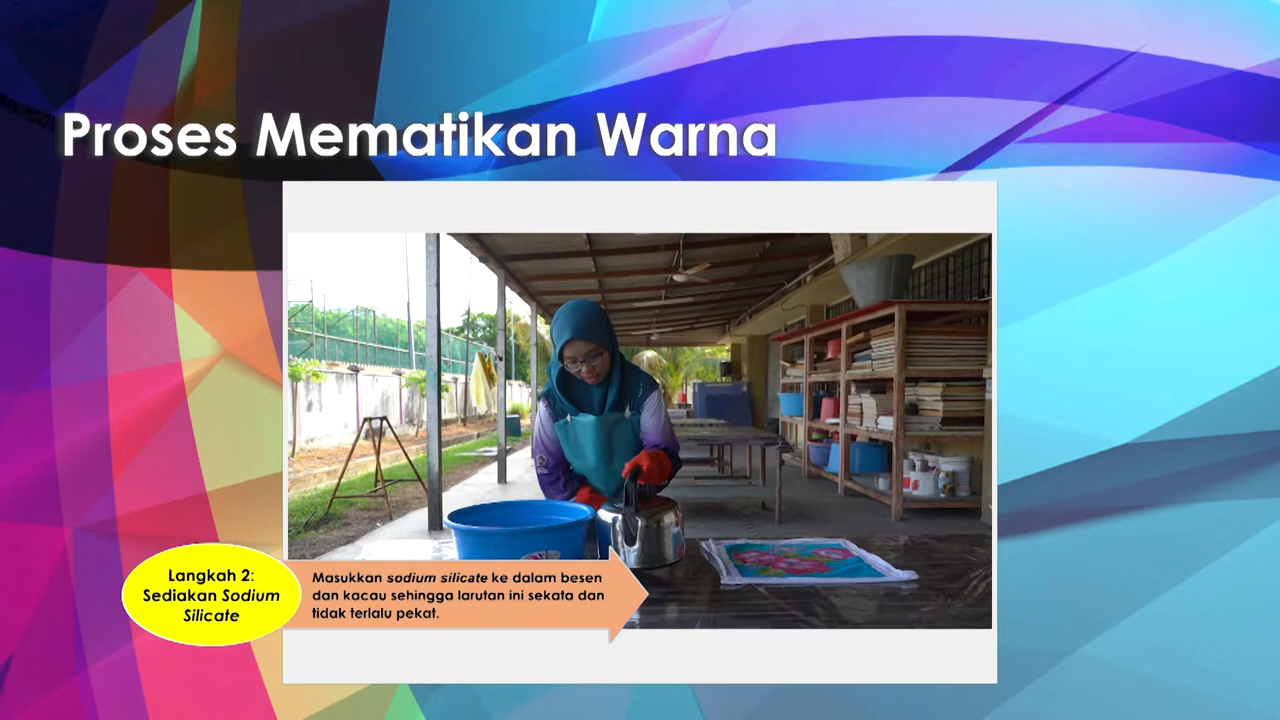 Proses Mematikan Warna
Langkah 2:
Sediakan Sodium
Silicate
Masukkan sodium silicate ke dalam besen
dan kacau sehingga larutan ini sekata dan
tidak terlalu pekat.